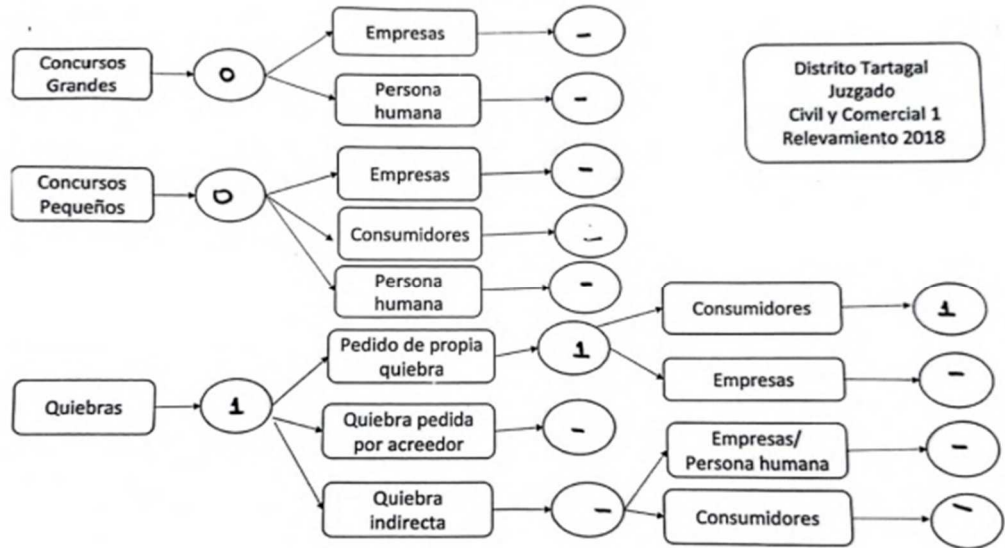 Concursos
Grandes
0
Empresas
-
Persona
humana
-
Distrito Tartagal
Juzgado
Civil y Comercial 1
Relevamiento 2018
Concursos
Pequeños
0
Empresas
-
Consumidores
-
Persona
humana
-
Quiebras
1
Pedido de propia
quiebra
1
Consumidores
1
Empresas
-
Quiebra pedida
por acreedor
-
Quiebra
indirecta
-
Empresas/
Persona humana
-
Consumidores
-